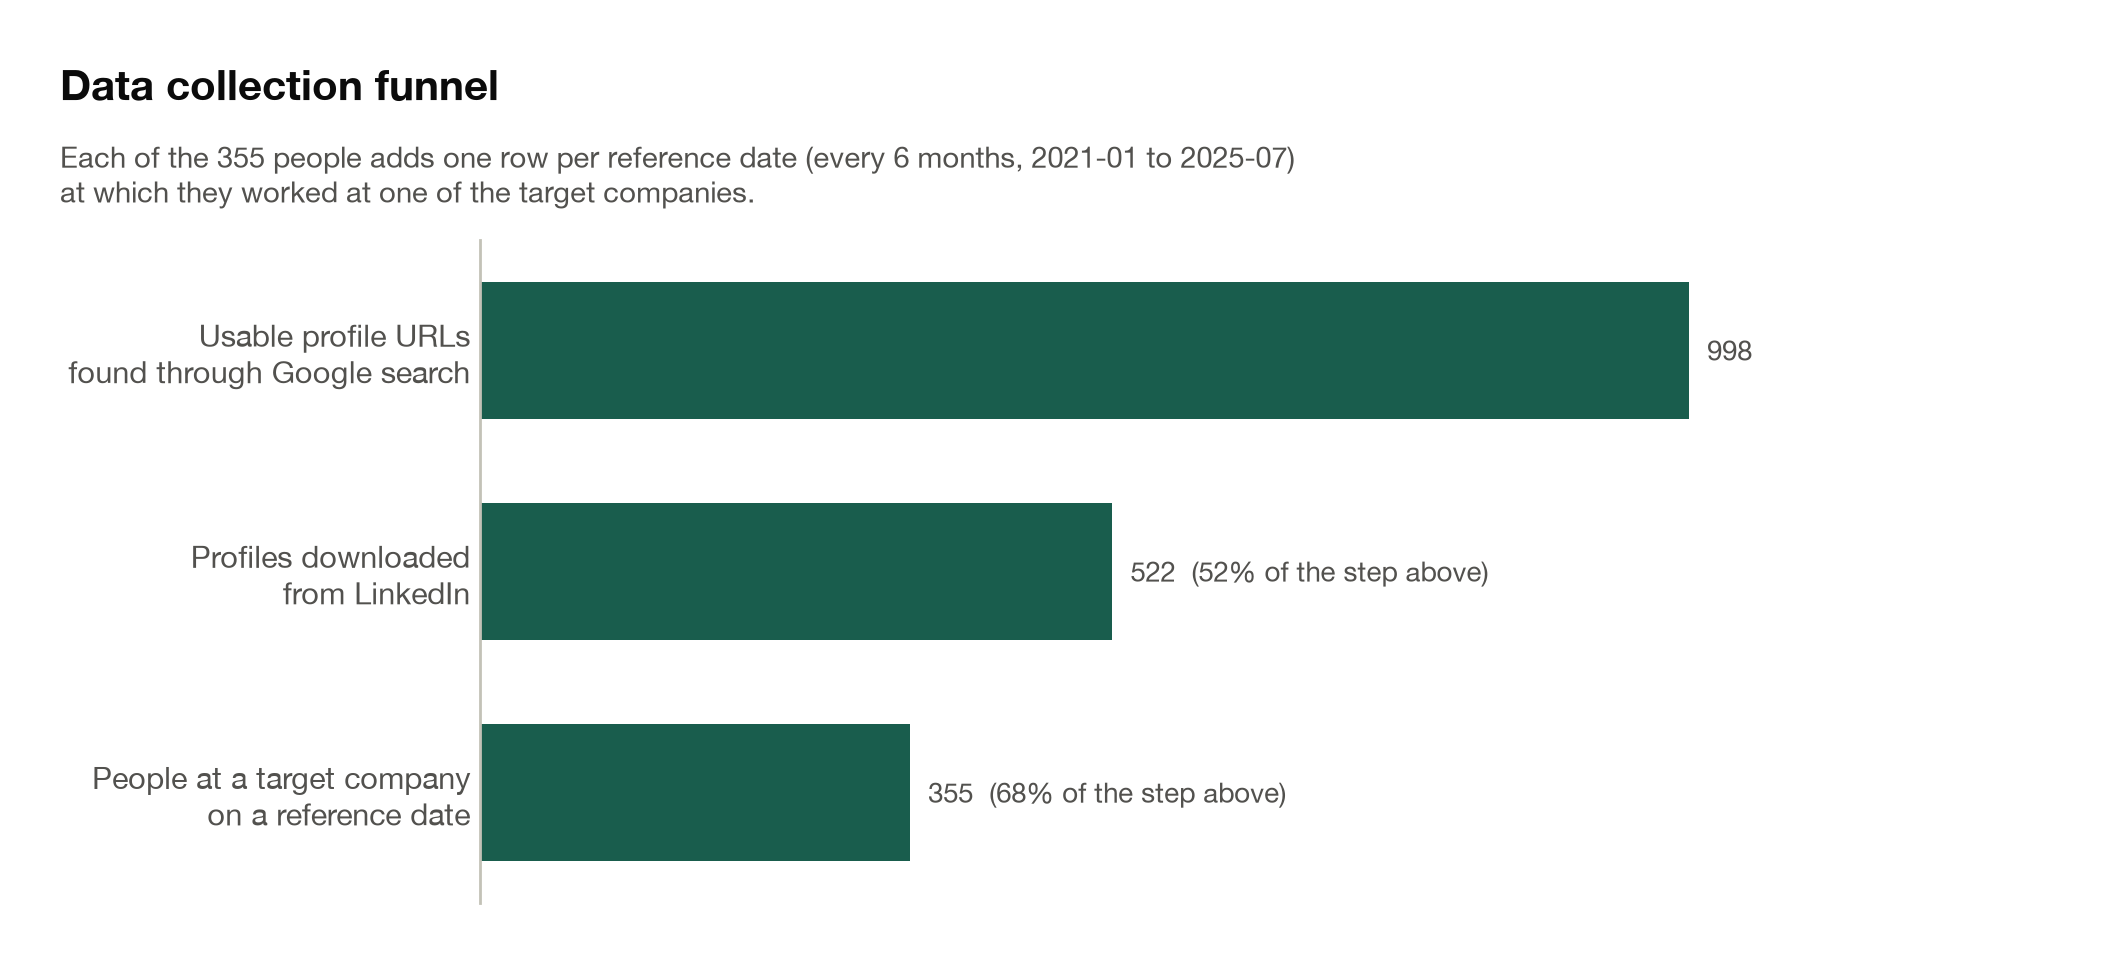 Data collection funnel
Each of the 355 people adds one row per reference date (every 6 months, 2021-01 to 2025-07)
at which they worked at one of the target companies.
Usable profile URLs
found through Google search
998
Profiles downloaded
from LinkedIn
522 (52% of the step above)
People at a target company
on a reference date
355 (68% of the step above)